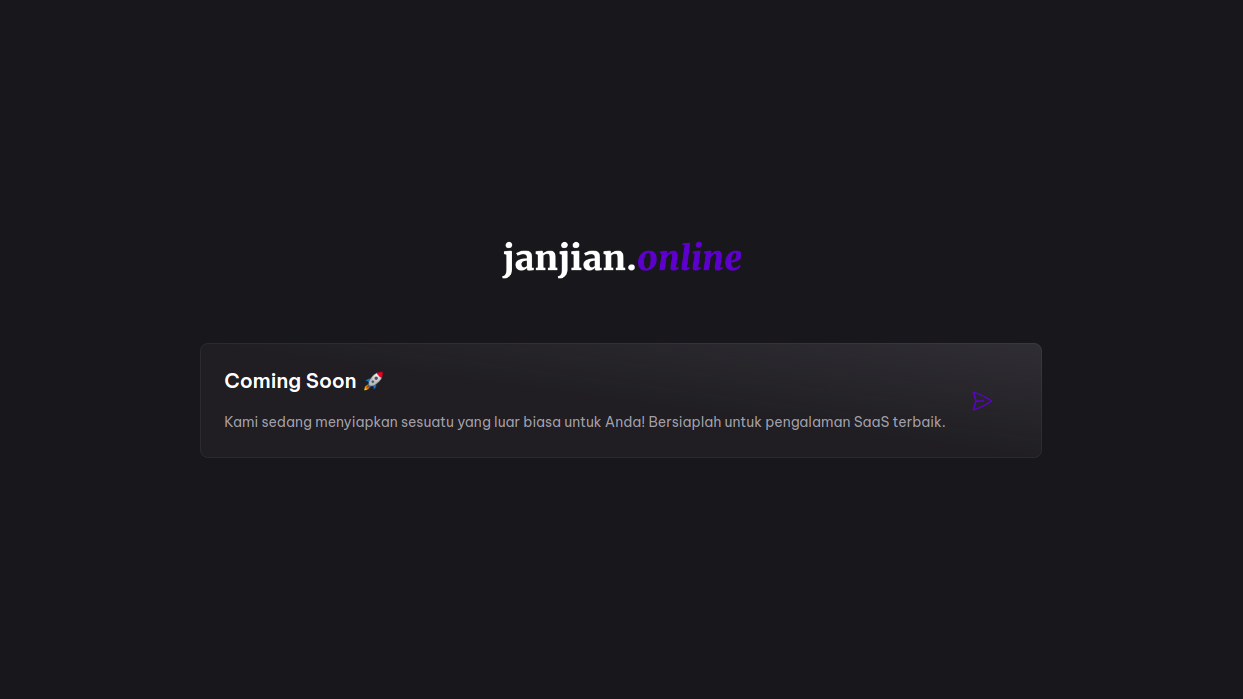 janjian.online
Coming Soon 🚀
Kami sedang menyiapkan sesuatu yang luar biasa untuk Anda! Bersiaplah untuk pengalaman SaaS terbaik.